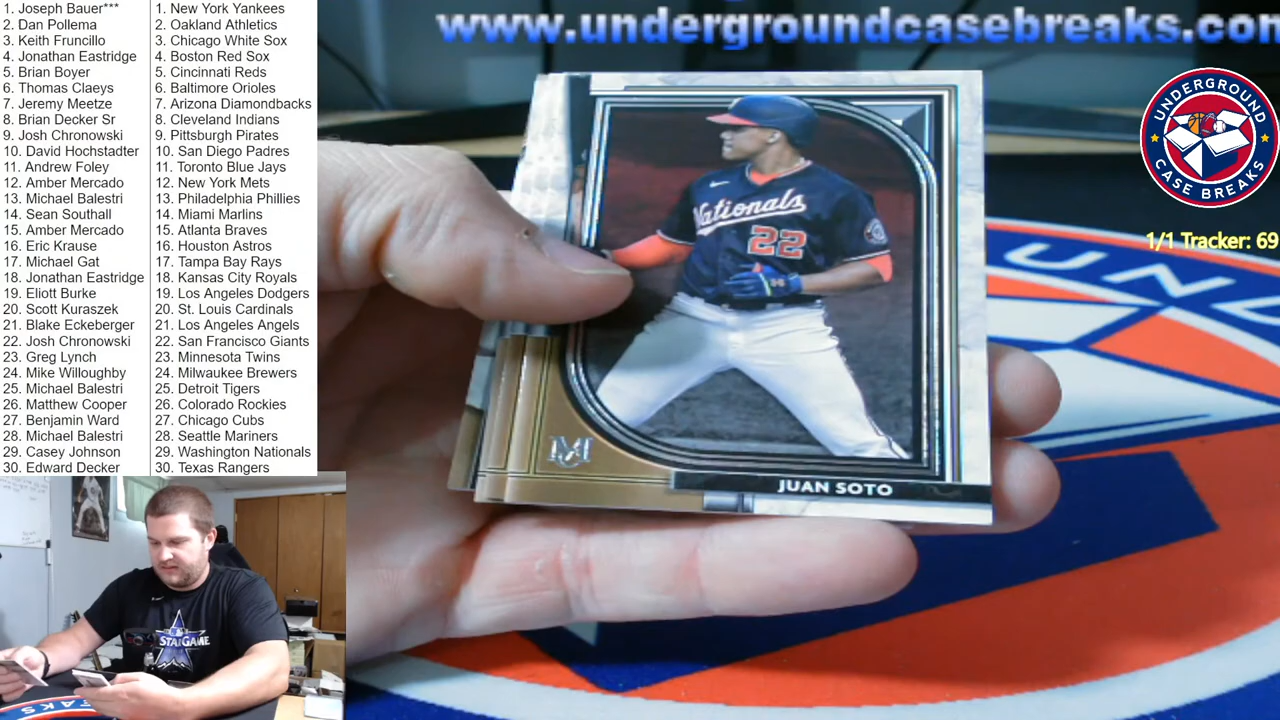 1. Joseph Bauer*** 1. New York Yankees
2. Dan Pollema 2. Oakland Athletics
3. Keith Fruncillo 3. Chicago White Sox
4. Jonathan Eastridge 4. Boston Red Sox
5. Brian Boyer 5. Cincinnati Reds
6. Thomas Claeys 6. Baltimore Orioles
7. Jeremy Meetze 7. Arizona Diamondbacks
8. Brian Decker Sr 8. Cleveland Indians
9. Josh Chronowski 9. Pittsburgh Pirates
10. David Hochstadter 10. San Diego Padres
11. Andrew Foley 11. Toronto Blue Jays
12. Amber Mercado 12. New York Mets
13. Michael Balestri 13. Philadelphia Phillies
14. Sean Southall 14. Miami Marlins
15. Amber Mercado 15. Atlanta Braves
16. Eric Krause 16. Houston Astros
17. Michael Gat 17. Tampa Bay Rays
18. Jonathan Eastridge 18. Kansas City Royals
19. Eliott Burke 19. Los Angeles Dodgers
20. Scott Kuraszek 20. St. Louis Cardinals
21. Blake Eckeberger 21. Los Angeles Angels
22. Josh Chronowski 22. San Francisco Giants
23. Greg Lynch 23. Minnesota Twins
24. Mike Willoughby 24. Milwaukee Brewers
25. Michael Balestri 25. Detroit Tigers
26. Matthew Cooper 26. Colorado Rockies
27. Benjamin Ward 27. Chicago Cubs
28. Michael Balestri 28. Seattle Mariners
29. Casey Johnson 29. Washington Nationals
30. Edward Decker 30. Texas Rangers
www.undergroundcasebreaks.com
UNDERGROUND
CASE BREAKS
1/1 Tracker: 69
Nationals
22
M
JUAN SOTO
UND
STAR GAME
AKS